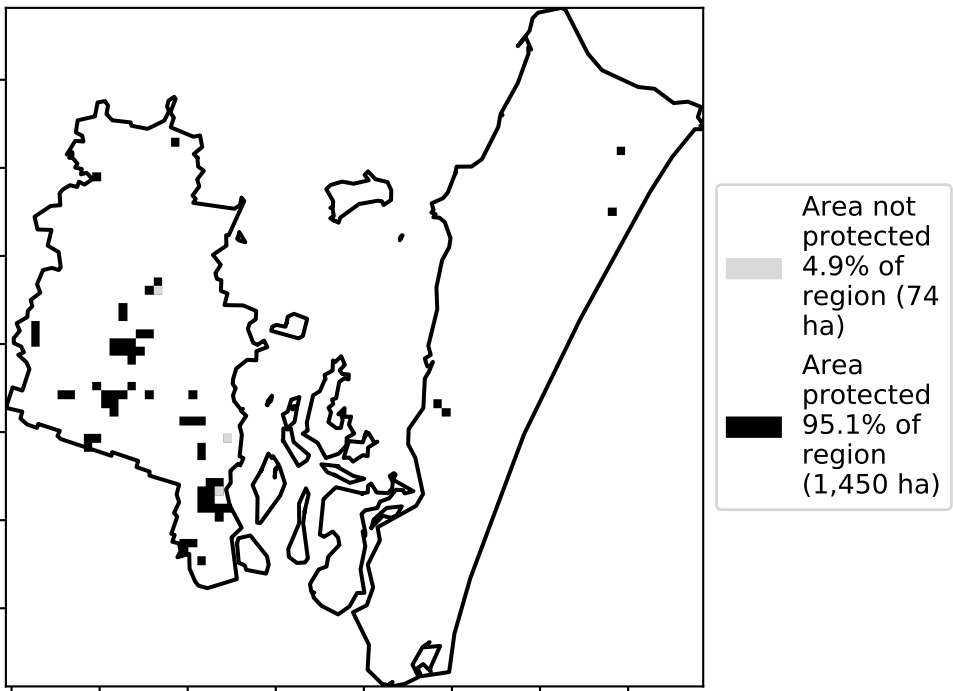 Area not
protected
4.9% of
region (74
ha)
Area
protected
95.1% of
region
(1,450 ha)